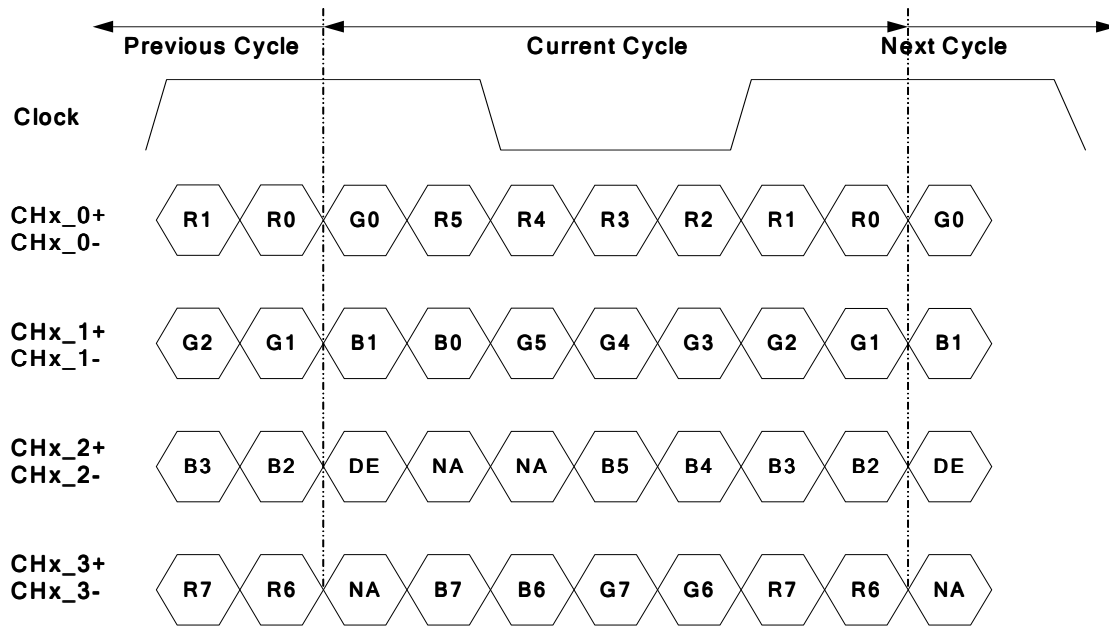 Previous Cycle Current Cycle Next Cycle
Clock
CHx_0+
CHx_0-
R1 R0 G0 R5 R4 R3 R2 R1 R0 G0
CHx_1+
CHx_1-
G2 G1 B1 B0 G5 G4 G3 G2 G1 B1
CHx_2+
CHx_2-
B3 B2 DE NA NA B5 B4 B3 B2 DE
CHx_3+
CHx_3-
R7 R6 NA B7 B6 G7 G6 R7 R6 NA